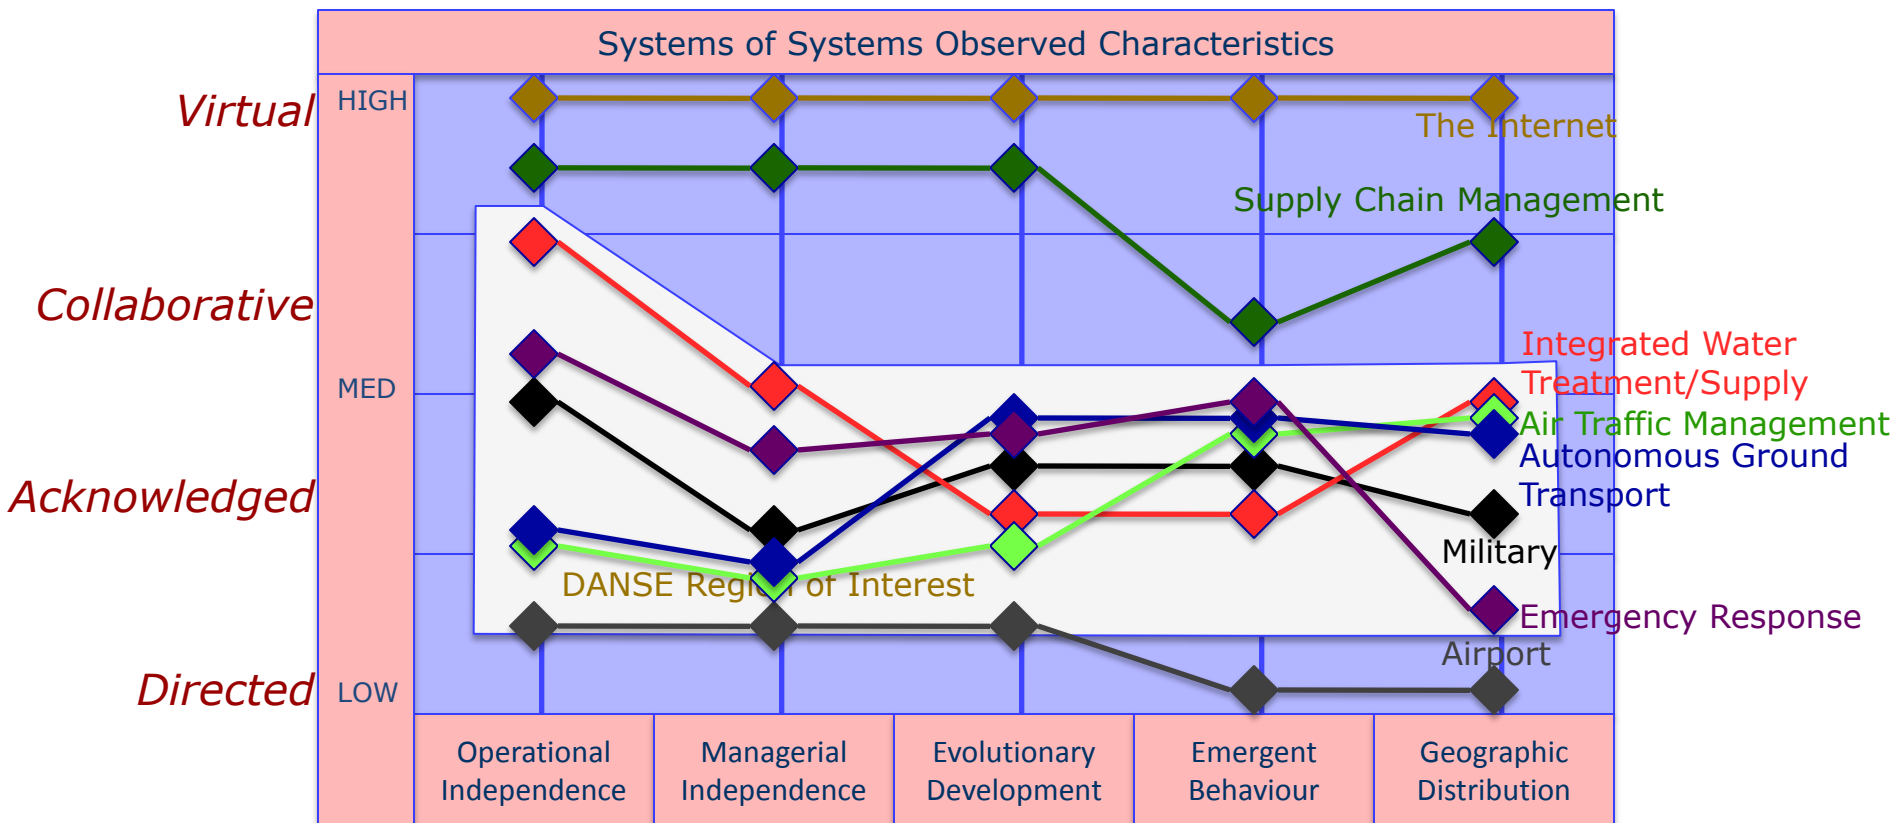 Systems of Systems Observed Characteristics
Virtual
HIGH
The Internet
Supply Chain Management
Collaborative
Integrated Water
Treatment/Supply
MED
Air Traffic Management
Autonomous Ground
Transport
Acknowledged
Military
DANSE Region of Interest
Emergency Response
Airport
Directed
LOW
Operational
Independence
Managerial
Independence
Evolutionary
Development
Emergent
Behaviour
Geographic
Distribution